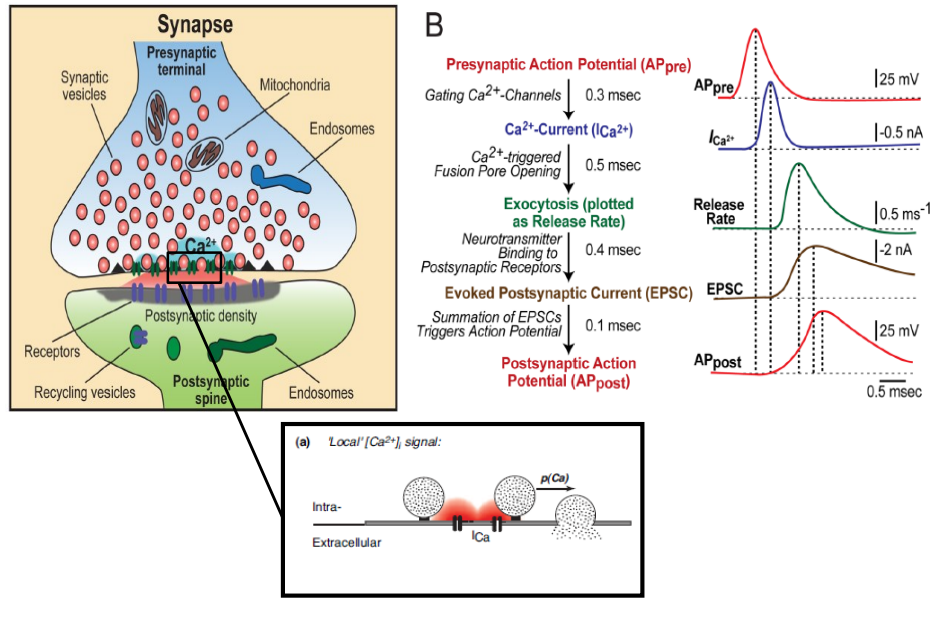 Synapse
Presynaptic
terminal
Synaptic
vesicles
Mitochondria
Endosomes
Ca2+
Postsynaptic density
Receptors
Recycling vesicles
Postsynaptic
spine
Endosomes
B
Presynaptic Action Potential (APpre)
Gating Ca2+-Channels
0.3 msec
Ca2+-Current (ICa2+)
Ca2+-triggered
Fusion Pore Opening
0.5 msec
Exocytosis (plotted
as Release Rate)
Neurotransmitter
Binding to
Postsynaptic Receptors
0.4 msec
Evoked Postsynaptic Current (EPSC)
Summation of EPSCs
Triggers Action Potential
0.1 msec
Postsynaptic Action
Potential (APpost)
APpre
25 mV
ICa2+
-0.5 nA
Release
Rate
0.5 ms-1
-2 nA
EPSC
25 mV
APpost
0.5 msec
(a) 'Local' [Ca2+]i signal:
p(Ca)
Intra-
ICa
Extracellular